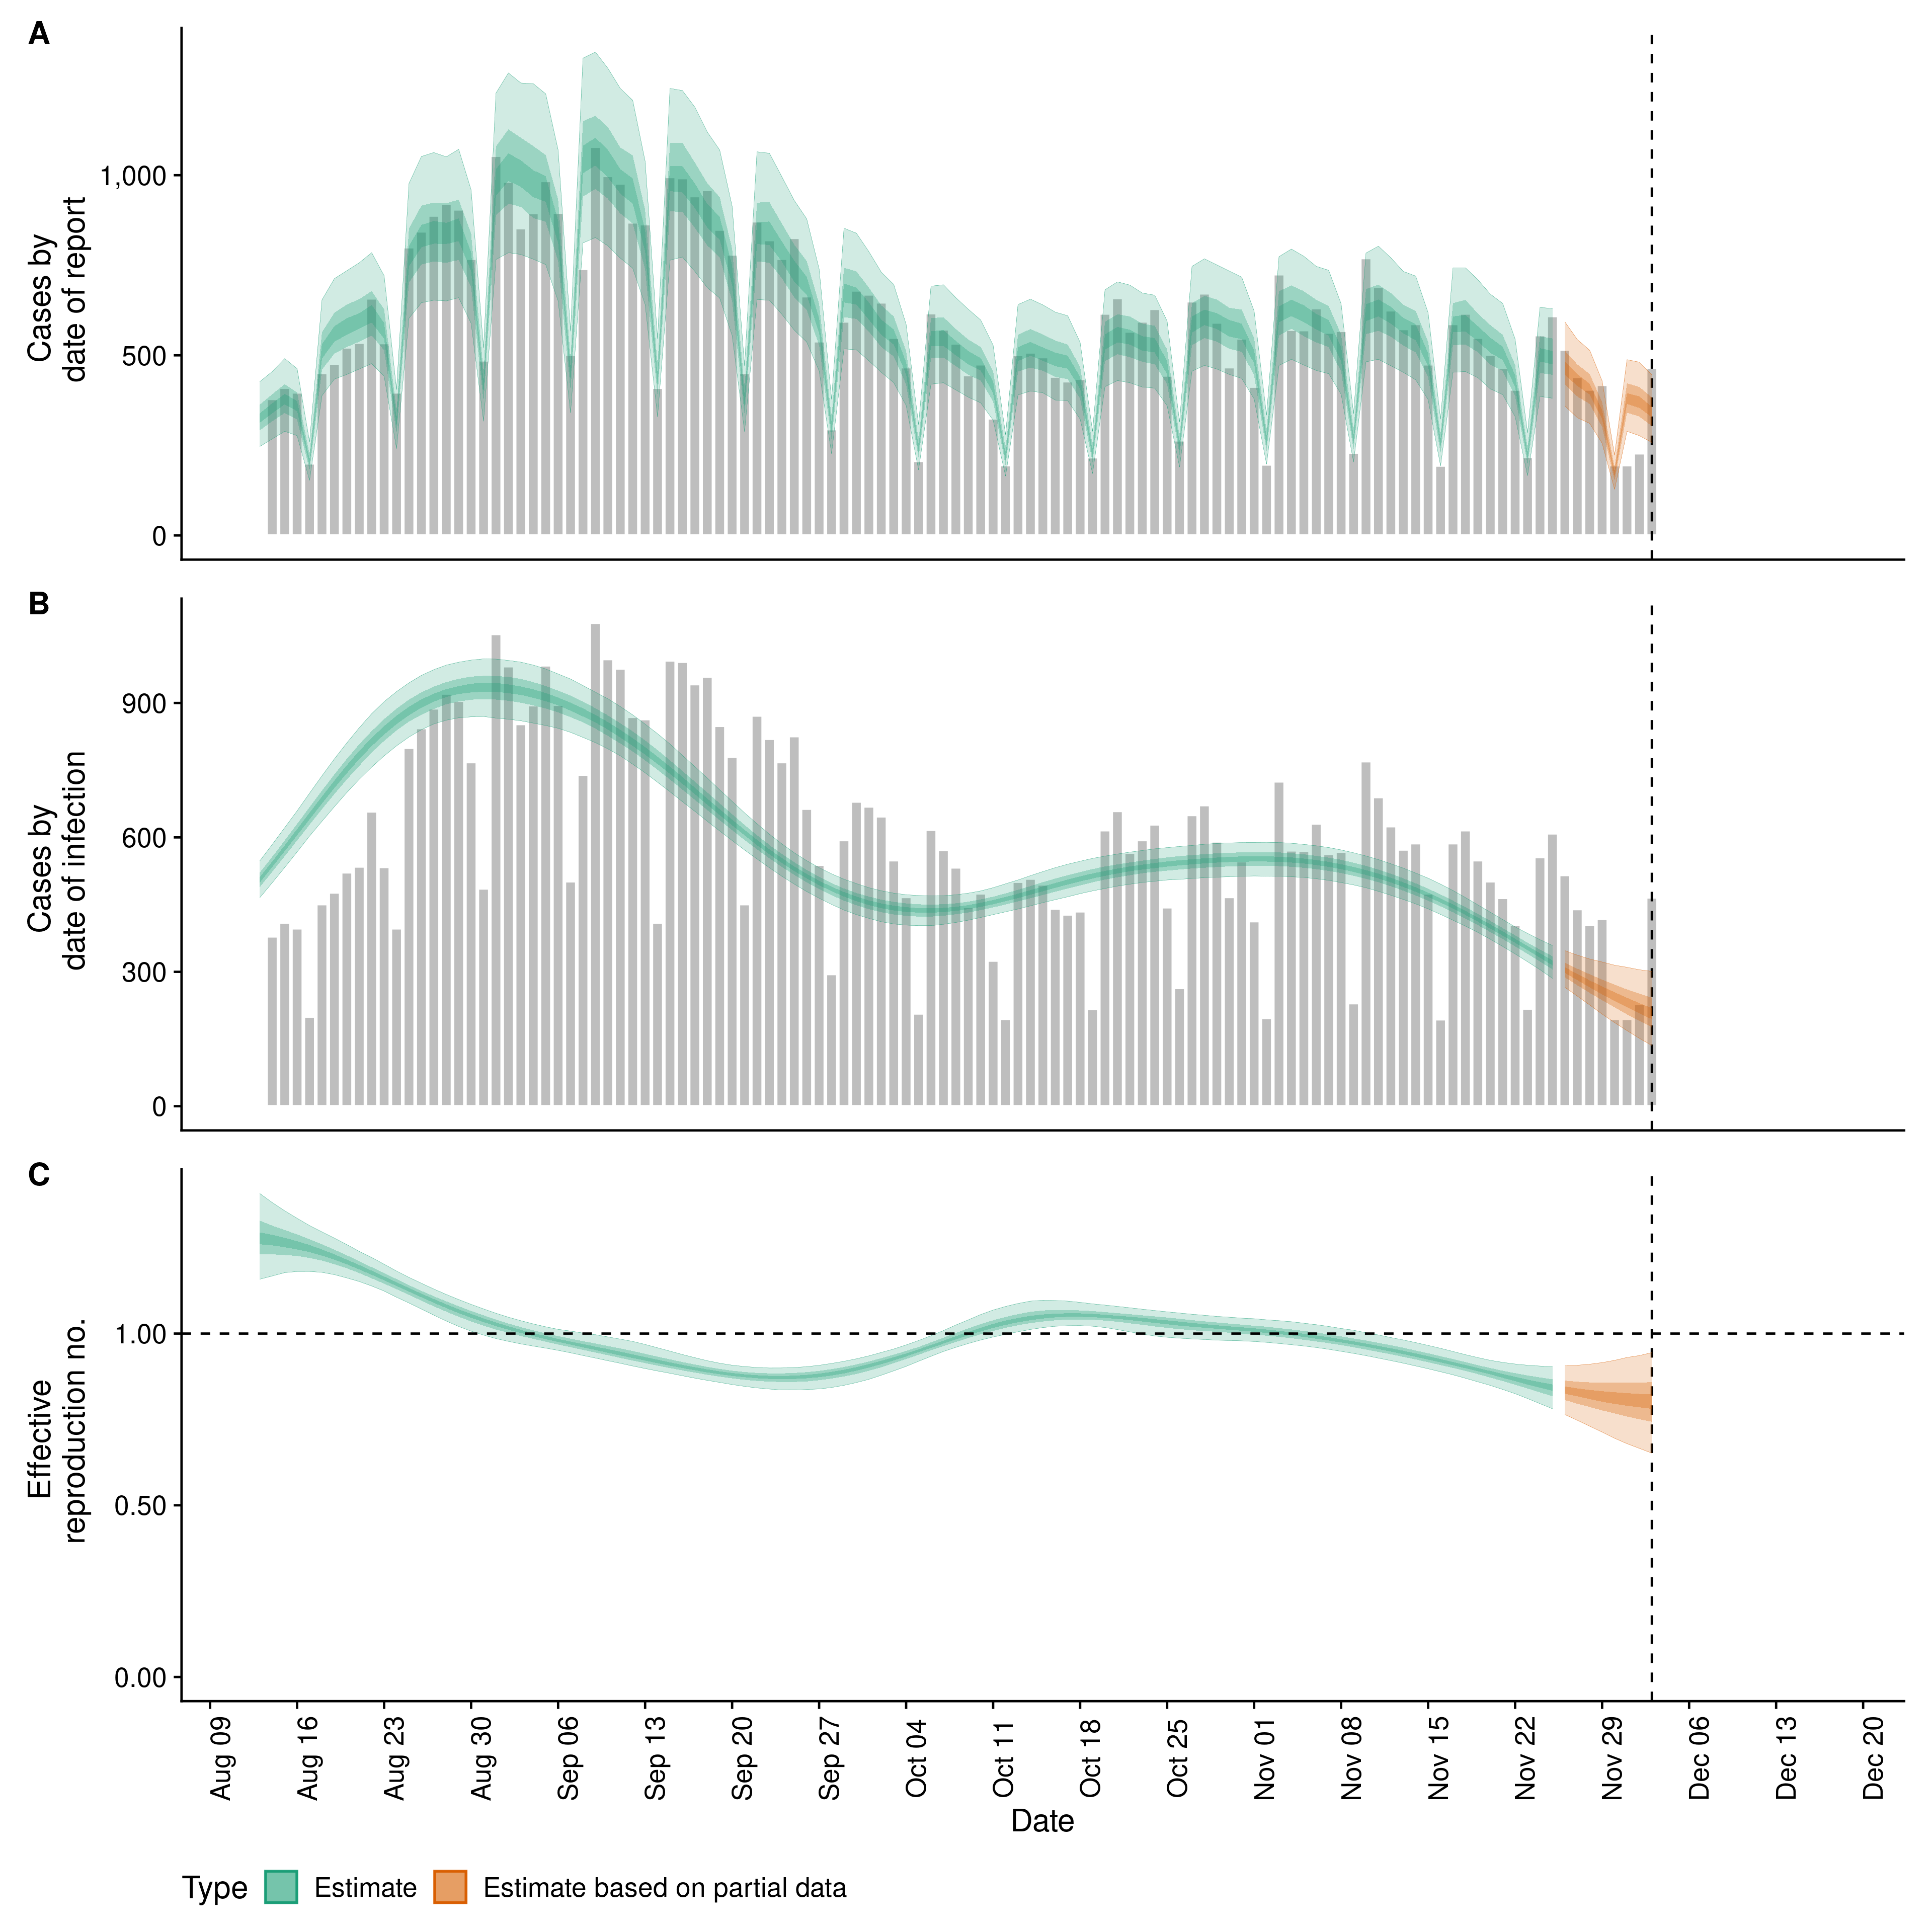 A
Cases by
date of report
1,000
500
0
B
Cases by
date of infection
900
600
300
0
C
Effective
reproduction no.
1.00
0.50
0.00
Aug 09
Aug 16
Aug 23
Aug 30
Sep 06
Sep 13
Sep 20
Sep 27
Oct 04
Oct 11
Oct 18
Oct 25
Nov 01
Nov 08
Nov 15
Nov 22
Nov 29
Dec 06
Dec 13
Dec 20
Date
Type Estimate Estimate based on partial data